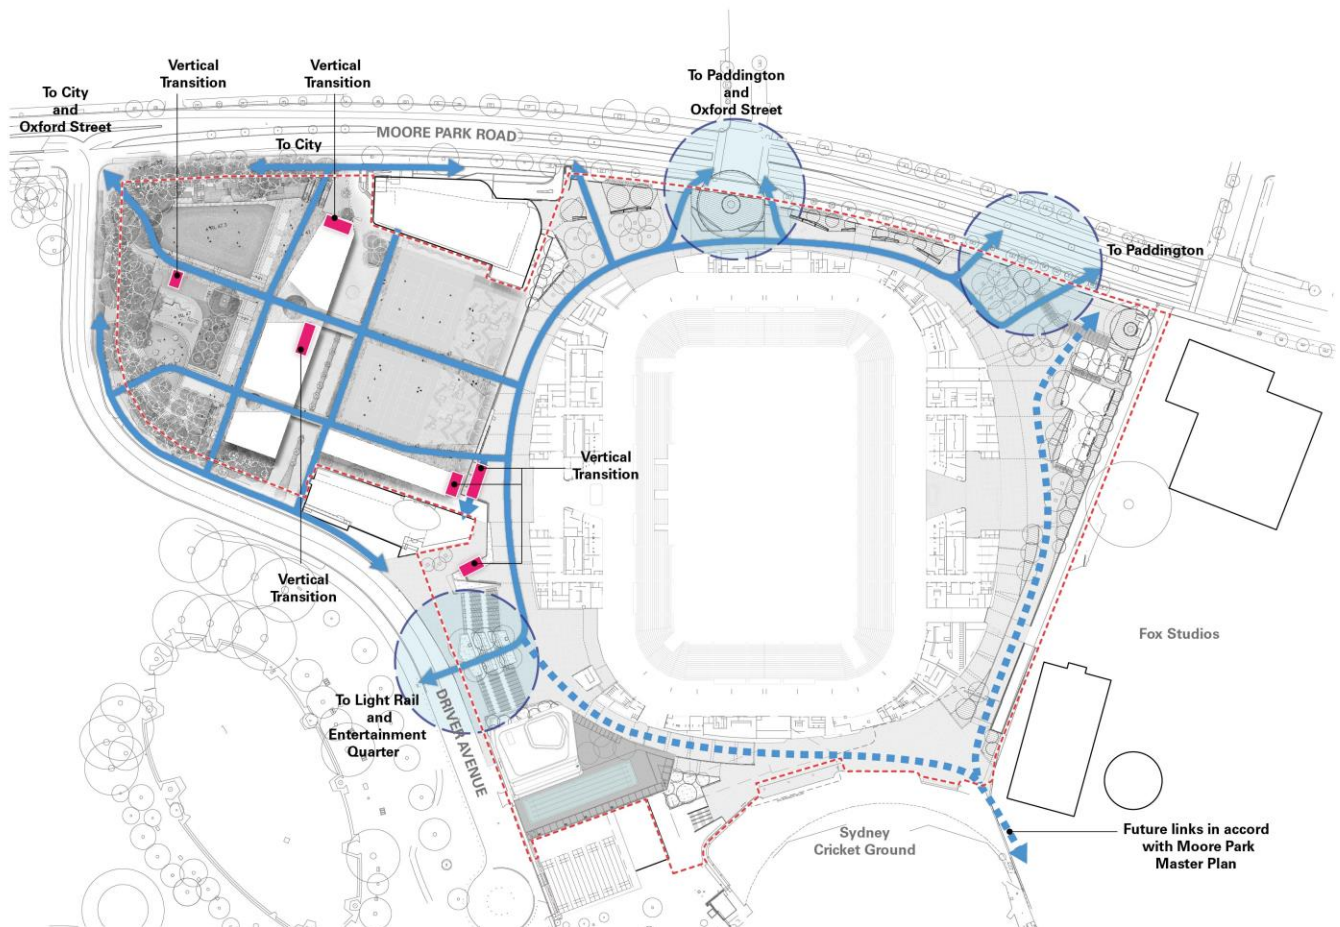 Vertical
Transition
Vertical
Transition
To City
and
Oxford Street
To Paddington
and
Oxford Street
MOORE PARK ROAD
To City
To Paddington
Vertical
Transition
Vertical
Transition
Fox Studios
To Light Rail
and
Entertainment
Quarter
DRIVER AVENUE
Sydney
Cricket Ground
Future links in accord
with Moore Park
Master Plan